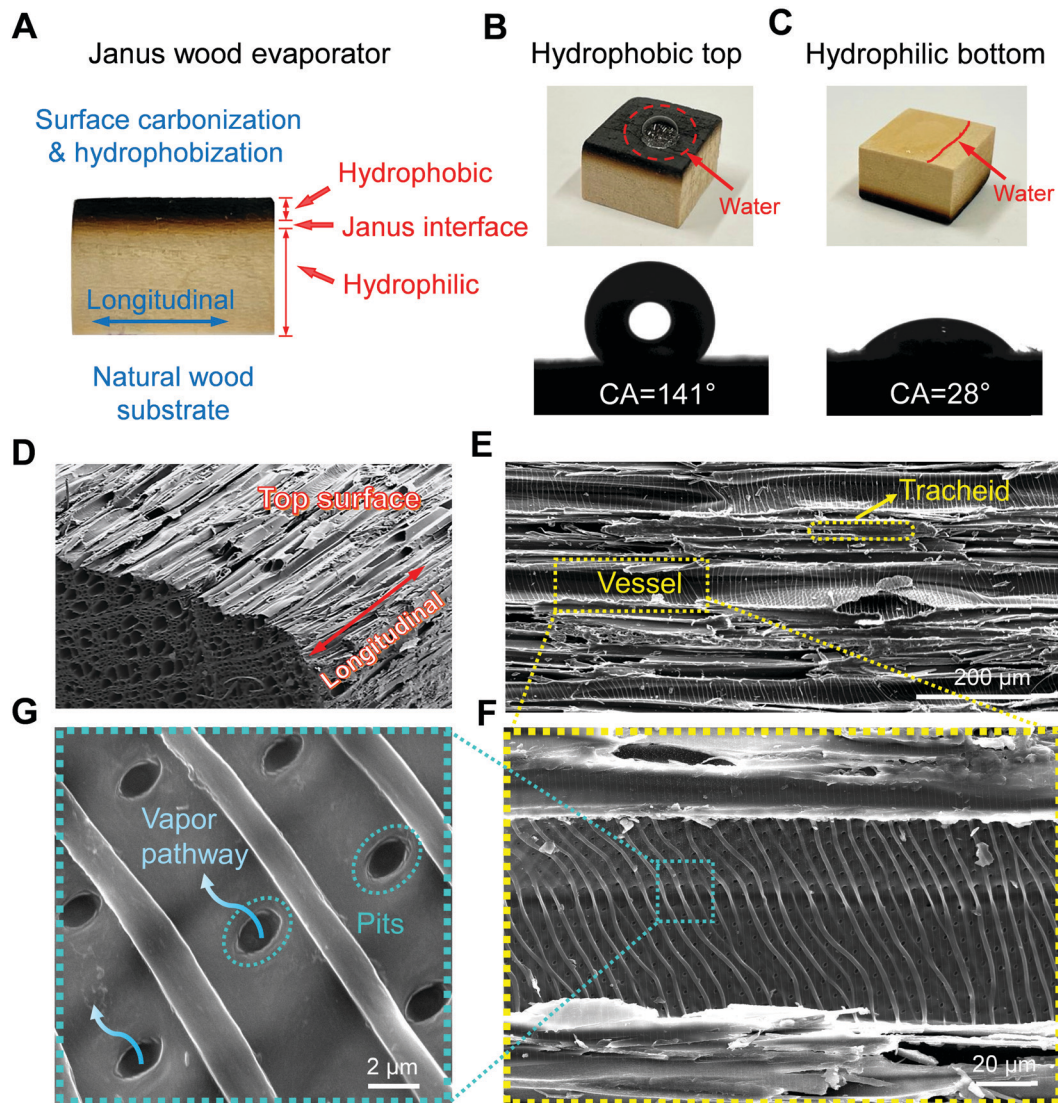 A
Janus wood evaporator
Surface carbonization
& hydrophobization
Hydrophobic
Janus interface
Hydrophilic
Longitudinal
Natural wood
substrate
B
Hydrophobic top
Water
CA=141°
C
Hydrophilic bottom
Water
CA=28°
D
Top surface
Longitudinal
E
Tracheid
Vessel
200 µm
G
Vapor
pathway
Pits
2 µm
F
20 µm